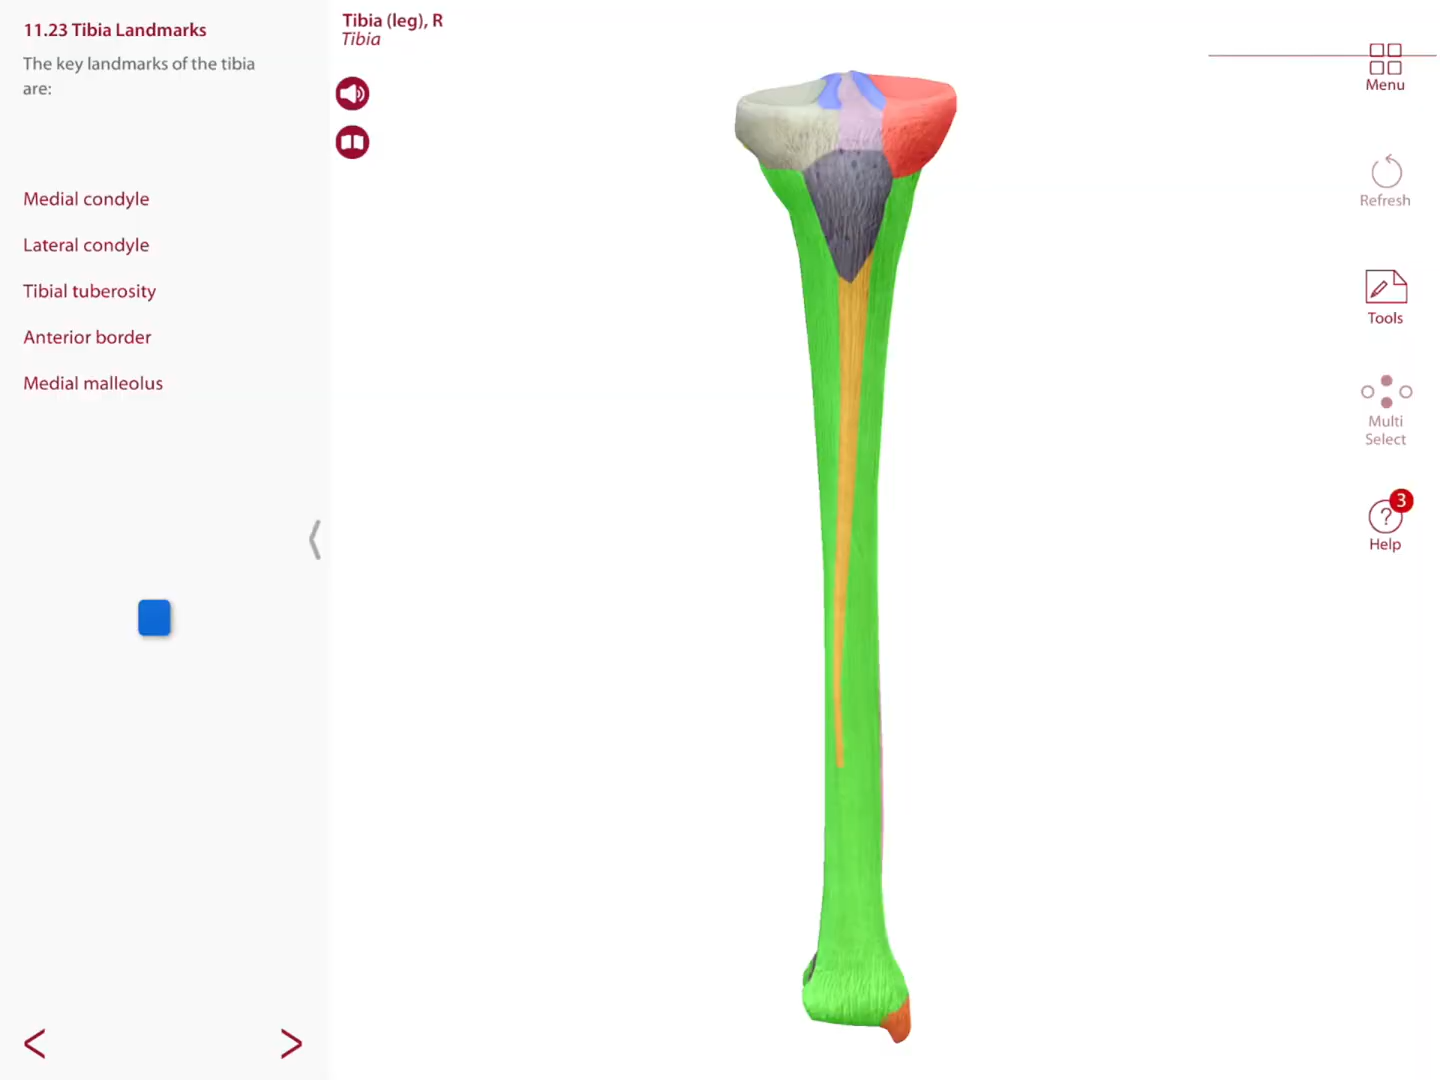 11.23 Tibia Landmarks
The key landmarks of the tibia
are:
Medial condyle
Lateral condyle
Tibial tuberosity
Anterior border
Medial malleolus
Tibia (leg), R
Tibia
Menu
Refresh
Tools
Multi
Select
3
?
Help